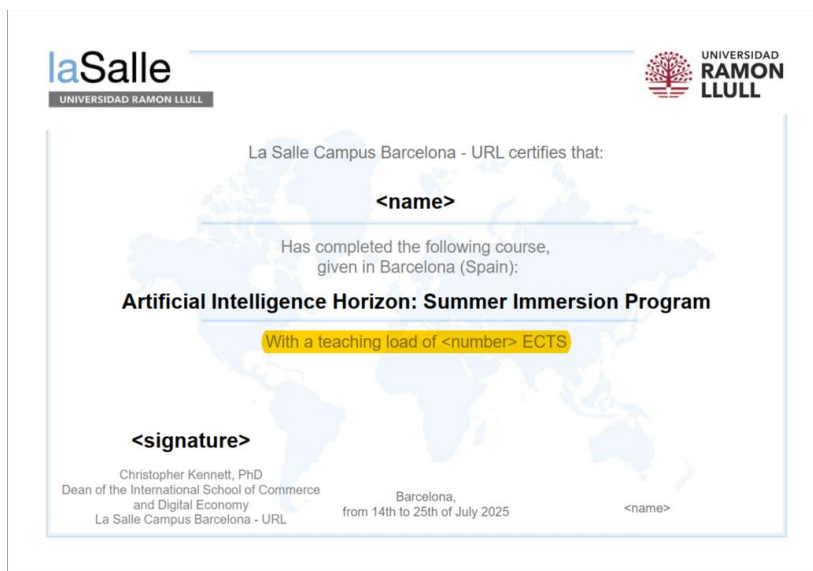 laSalle
UNIVERSIDAD RAMON LLULL
UNIVERSIDAD
RAMON
LLULL
La Salle Campus Barcelona - URL certifies that:
<name>
Has completed the following course,
given in Barcelona (Spain):
Artificial Intelligence Horizon: Summer Immersion Program
With a teaching load of <number> ECTS
<signature>
Christopher Kennett, PhD
Dean of the International School of Commerce
and Digital Economy
La Salle Campus Barcelona - URL
Barcelona,
from 14th to 25th of July 2025
<name>